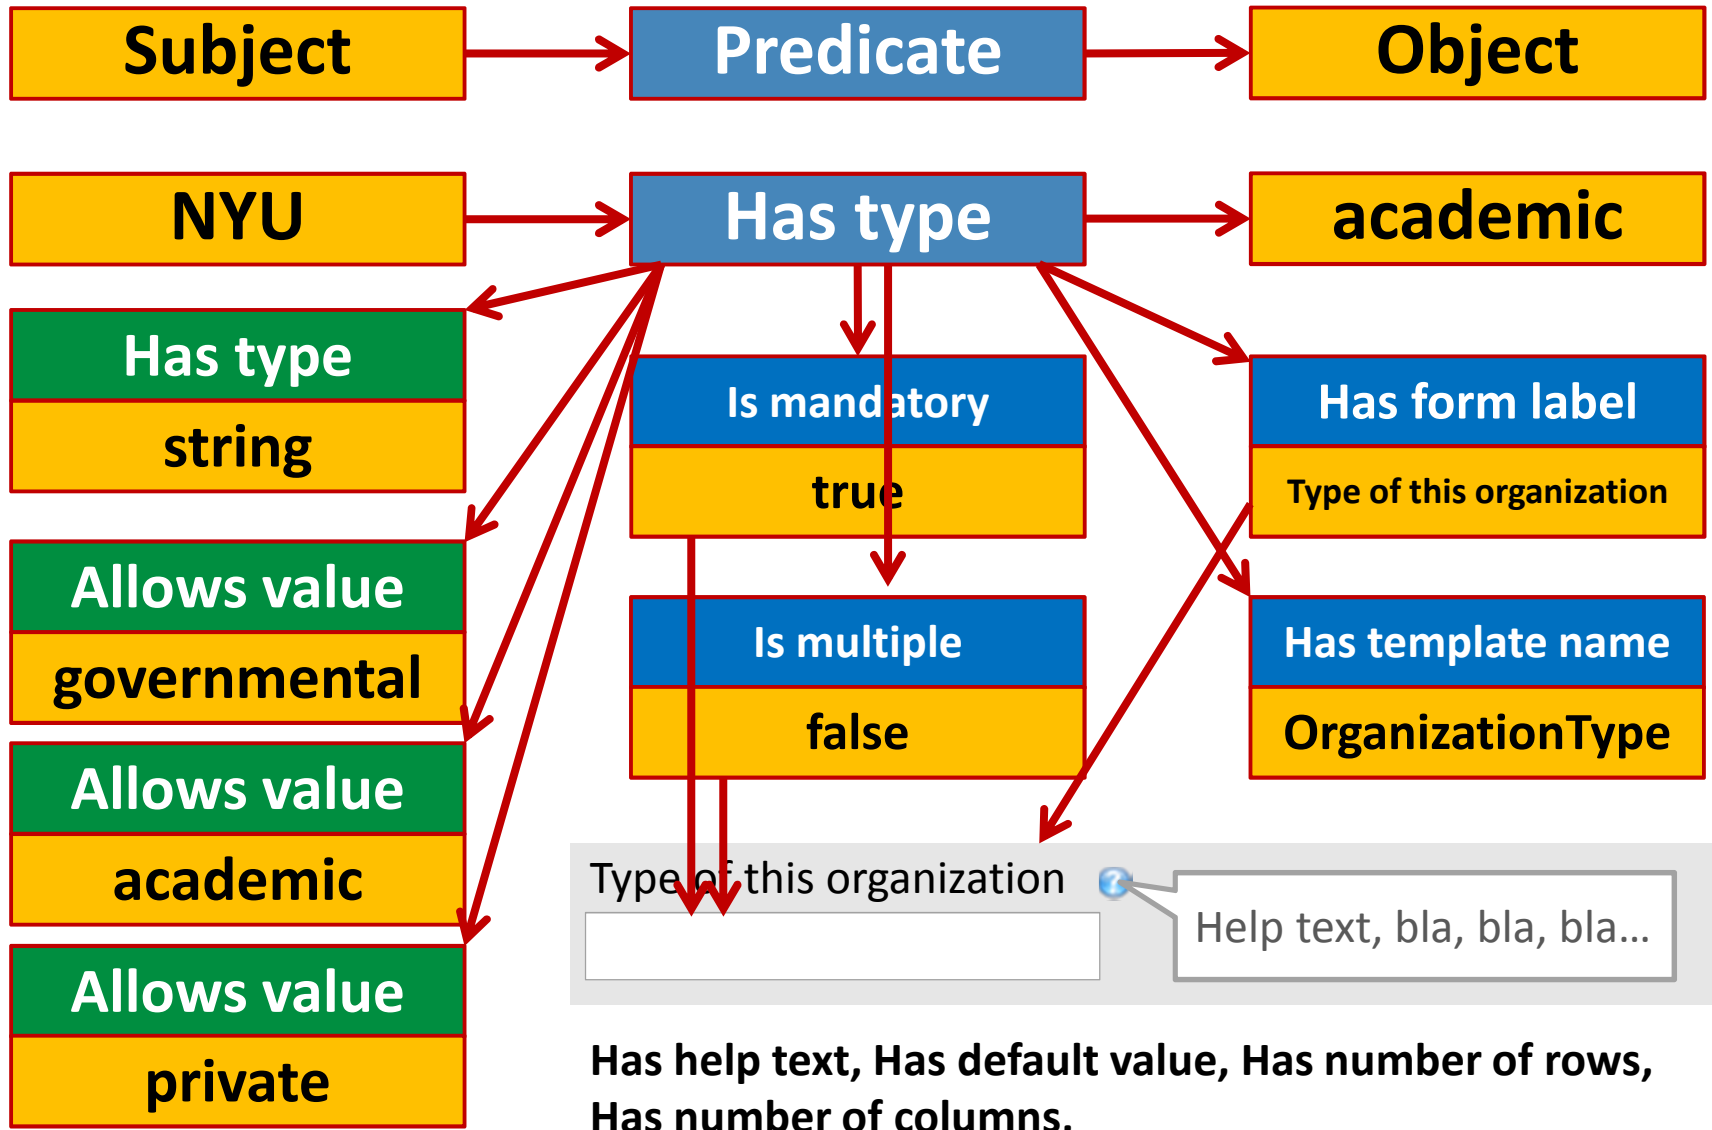 Subject
Predicate
Object
NYU
Has type
academic
Has type
string
Is mandatory
true
Has form label
Type of this organization
Allows value
governmental
Is multiple
false
Has template name
OrganizationType
Allows value
academic
Type of this organization
Help text, bla, bla, bla…
Allows value
private
Has help text, Has default value, Has number of rows,
Has number of columns.